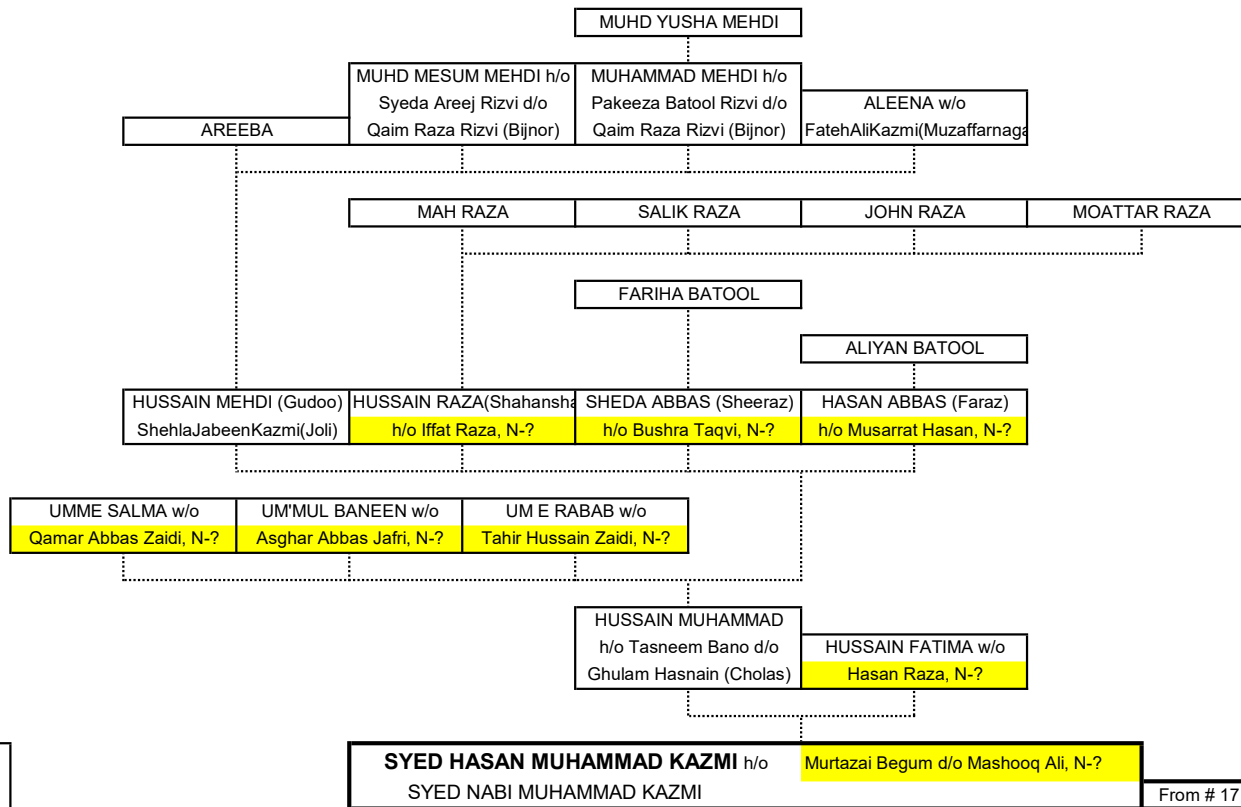 MUHD YUSHA MEHDI
MUHD MESUM MEHDI h/o
Syeda Areej Rizvi d/o
Qaim Raza Rizvi (Bijnor)
MUHAMMAD MEHDI h/o
Pakeeza Batool Rizvi d/o
Qaim Raza Rizvi (Bijnor)
ALEENA w/o
FatehAliKazmi(Muzaffarnaga
AREEBA
MAH RAZA
SALIK RAZA
JOHN RAZA
MOATTAR RAZA
FARIHA BATOOL
ALIYAN BATOOL
HUSSAIN MEHDI (Gudoo)
ShehlaJabeenKazmi(Joli)
HUSSAIN RAZA(Shahansha
h/o Iffat Raza, N-?
SHEDA ABBAS (Sheeraz)
h/o Bushra Taqvi, N-?
HASAN ABBAS (Faraz)
h/o Musarrat Hasan, N-?
UMME SALMA w/o
Qamar Abbas Zaidi, N-?
UM'MUL BANEEN w/o
Asghar Abbas Jafri, N-?
UM E RABAB w/o
Tahir Hussain Zaidi, N-?
HUSSAIN MUHAMMAD
h/o Tasneem Bano d/o
Ghulam Hasnain (Cholas)
HUSSAIN FATIMA w/o
Hasan Raza, N-?
SYED HASAN MUHAMMAD KAZMI h/o
Murtazai Begum d/o Mashooq Ali, N-?
SYED NABI MUHAMMAD KAZMI
From # 17